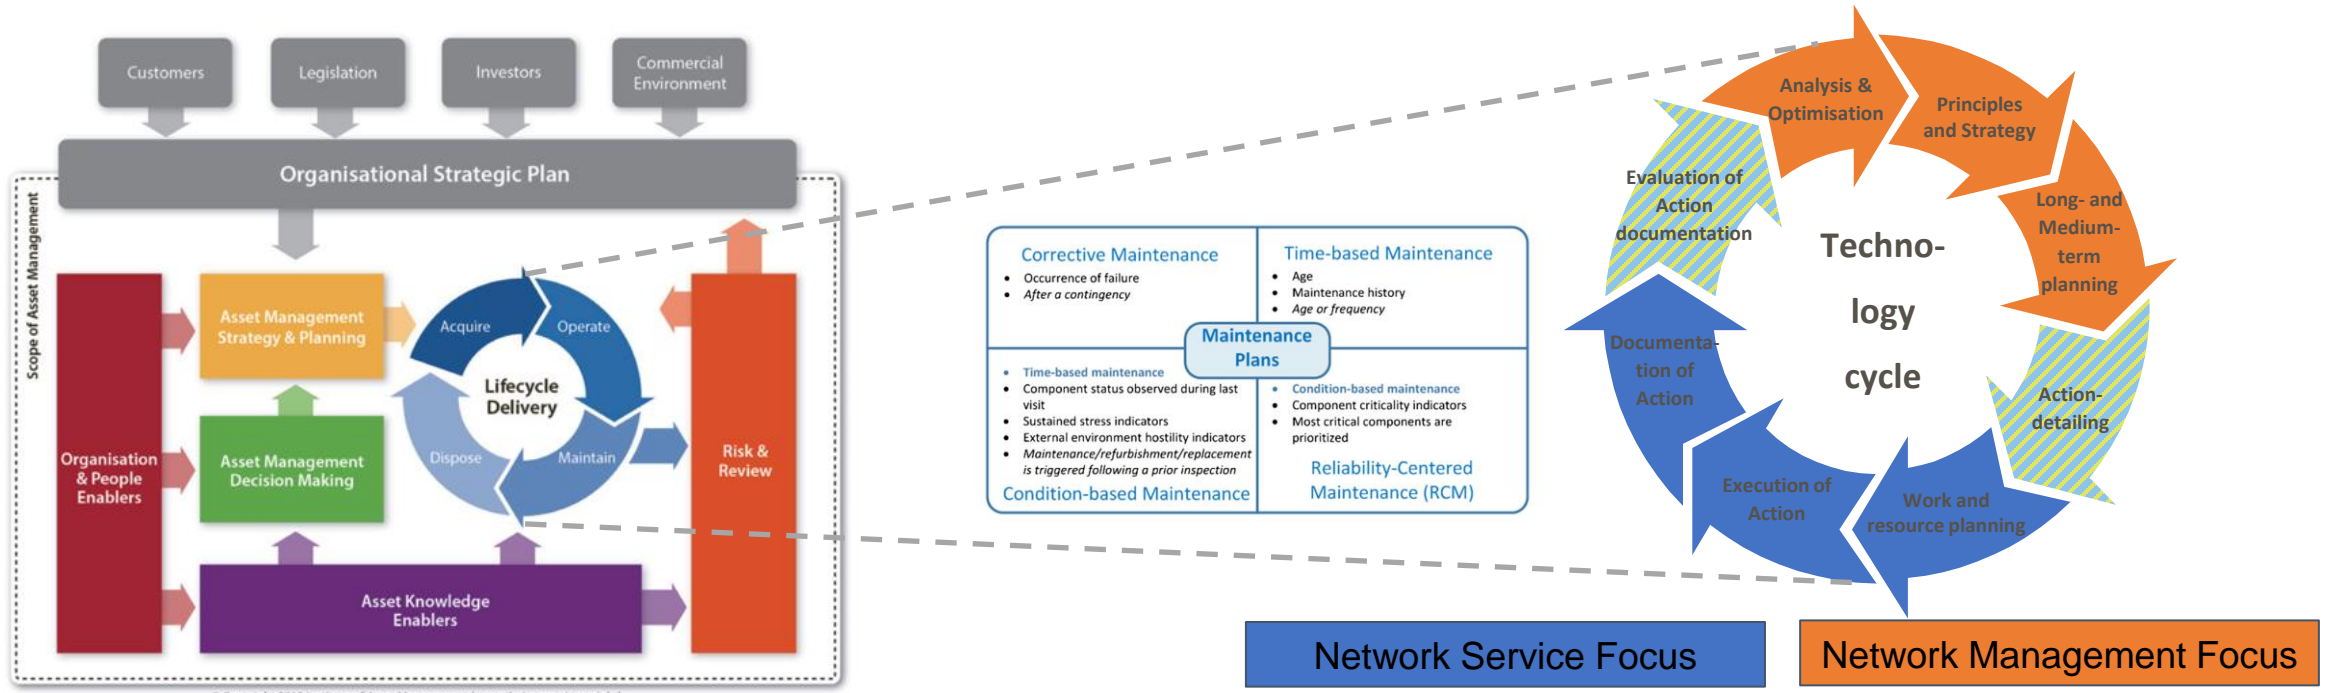 Customers
Legislation
Investors
Commercial
Environment
Organisational Strategic Plan
Scope of Asset Management
Asset Management
Strategy & Planning
Asset Management
Decision Making
Organisation
& People
Enablers
Acquire
Operate
Lifecycle
Delivery
Dispose
Maintain
Risk &
Review
Asset Knowledge
Enablers
Corrective Maintenance
• Occurrence of failure
• After a contingency
Time-based Maintenance
• Age
• Maintenance history
• Age or frequency
Maintenance
Plans
• Time-based maintenance
• Component status observed during last
visit
• Sustained stress indicators
• External environment hostility indicators
• Maintenance/refurbishment/replacement
is triggered following a prior inspection
Condition-based Maintenance
• Condition-based maintenance
• Component criticality indicators
• Most critical components are
prioritized
Reliability-Centered
Maintenance (RCM)
Analysis &
Optimisation
Principles
and Strategy
Long- and
Medium-
term
planning
Action-
detailing
Work and
resource planning
Execution of
Action
Documenta-
tion of
Action
Evaluation of
Action
documentation
Techno-
logy
cycle
Network Service Focus
Network Management Focus